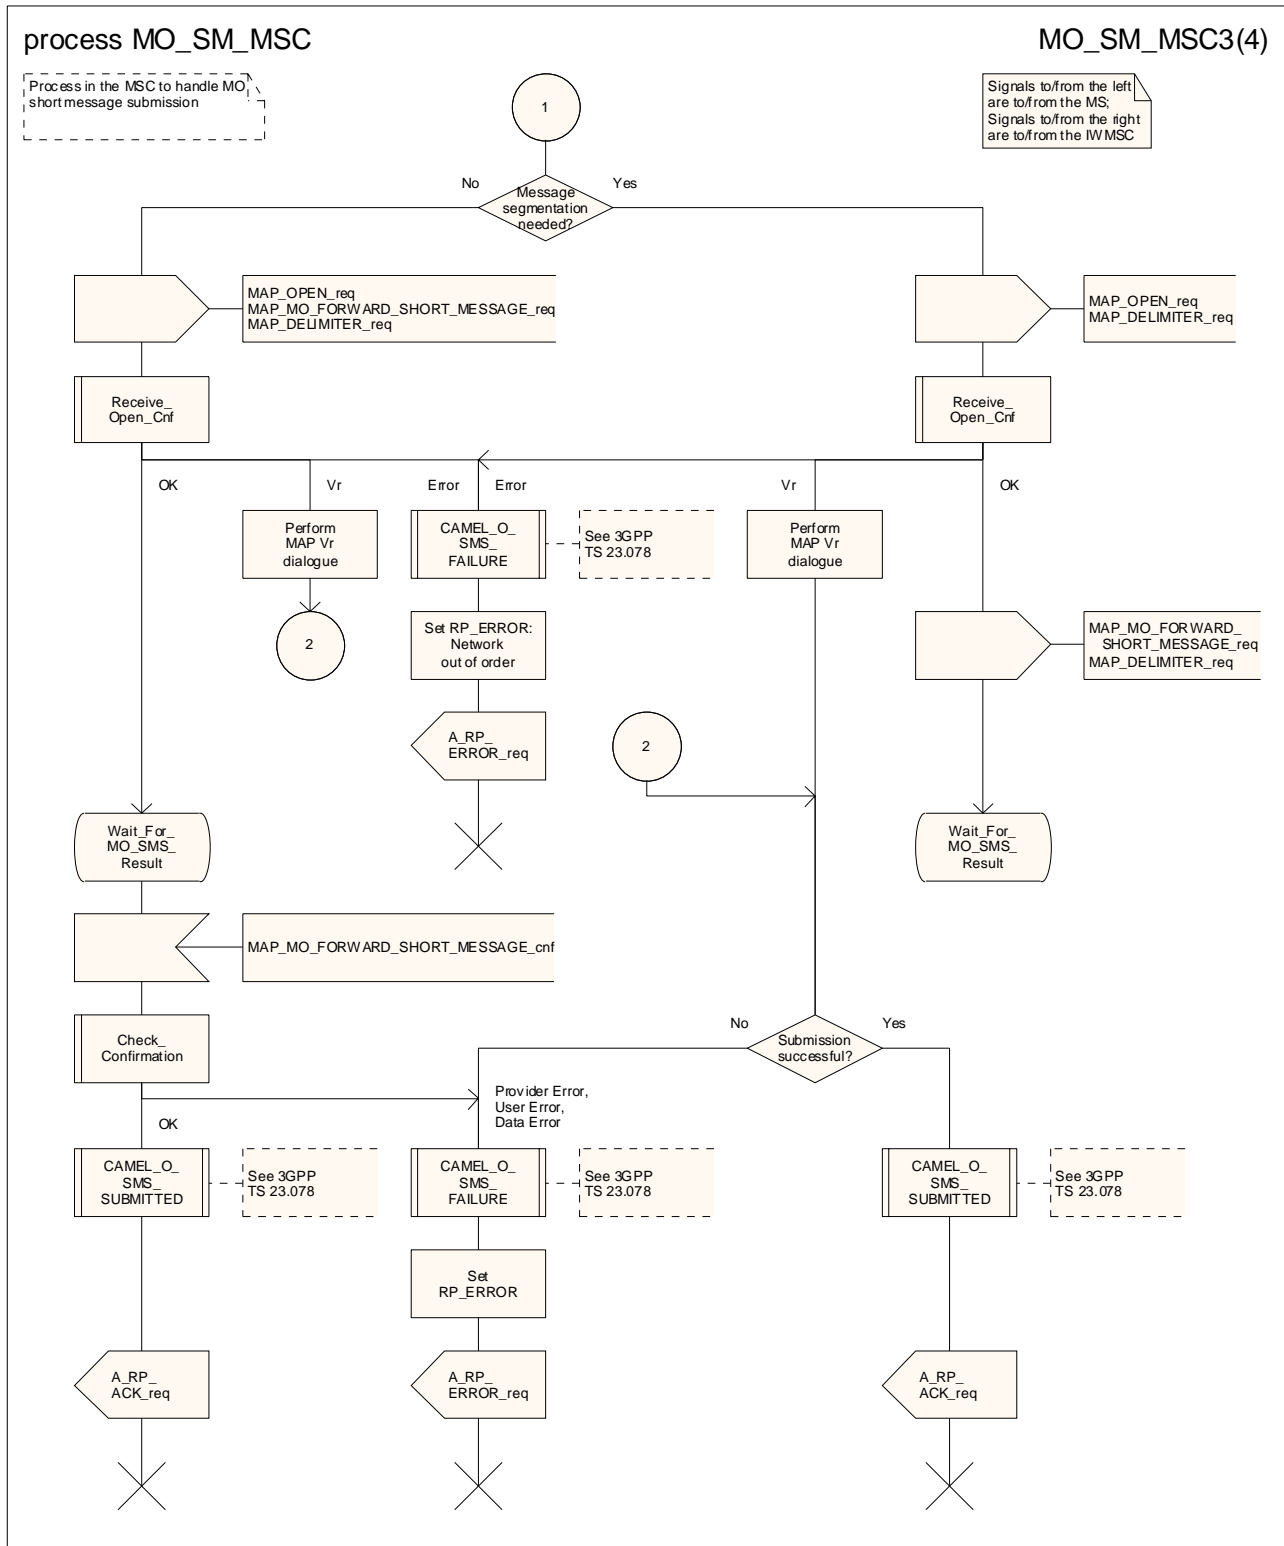 process MO_SM_MSC
MO_SM_MSC3(4)
Process in the MSC to handle MO
short message submission
1
Signals to/from the left
are to/from the MS;
Signals to/from the right
are to/from the IWMSC
No
Message
segmentation
needed?
Yes
MAP_OPEN_req
MAP_MO_FORWARD_SHORT_MESSAGE_req
MAP_DELIMITER_req
MAP_OPEN_req
MAP_DELIMITER_req
Receive_
Open_Cnf
Receive_
Open_Cnf
OK
Vr
Error
Error
Vr
OK
Perform
MAP Vr
dialogue
CAMEL_O_
SMS_
FAILURE
See 3GPP
TS 23.078
Perform
MAP Vr
dialogue
2
Set RP_ERROR:
Network
out of order
MAP_MO_FORWARD_
SHORT_MESSAGE_req
MAP_DELIMITER_req
A_RP_
ERROR_req
2
Wait_For_
MO_SMS_
Result
Wait_For_
MO_SMS_
Result
MAP_MO_FORWARD_SHORT_MESSAGE_cnf
Check_
Confirmation
No
Submission
successful?
Yes
Provider Error,
User Error,
Data Error
OK
CAMEL_O_
SMS_
SUBMITTED
See 3GPP
TS 23.078
CAMEL_O_
SMS_
FAILURE
See 3GPP
TS 23.078
CAMEL_O_
SMS_
SUBMITTED
See 3GPP
TS 23.078
Set
RP_ERROR
A_RP_
ACK_req
A_RP_
ERROR_req
A_RP_
ACK_req